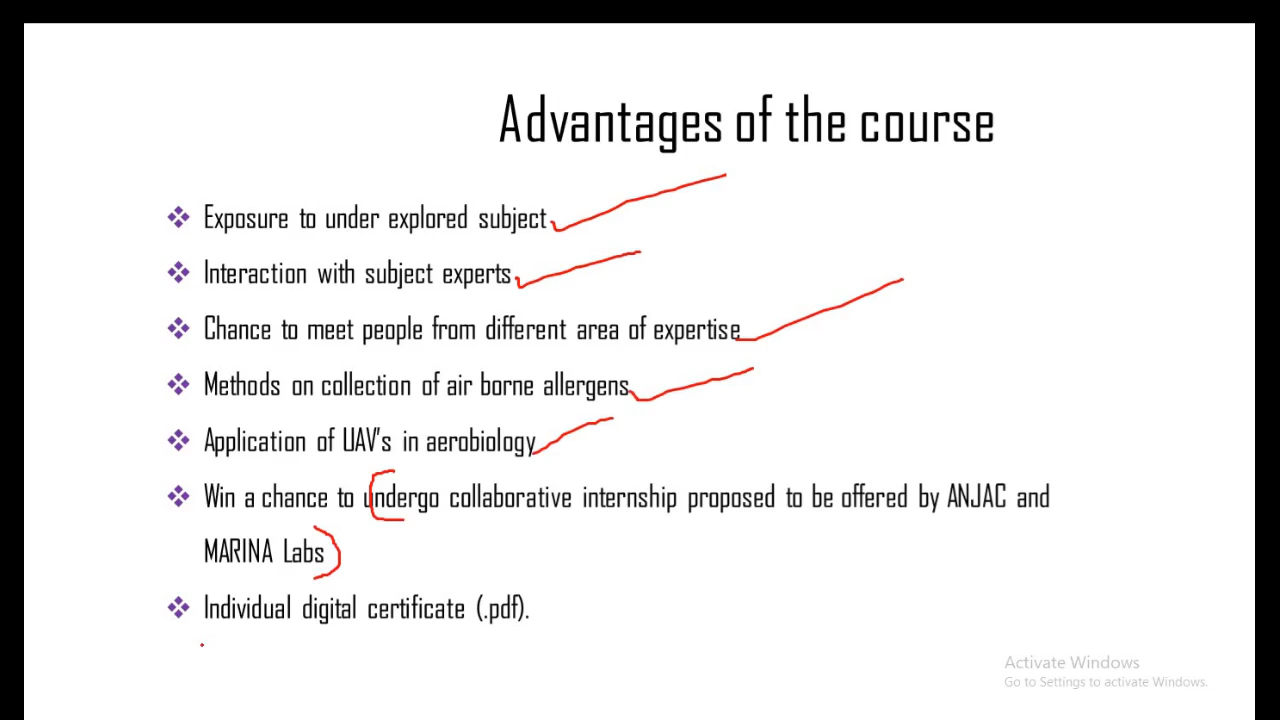 Advantages of the course
Exposure to under explored subject
Interaction with subject experts
Chance to meet people from different area of expertise
Methods on collection of air borne allergens
Application of UAV's in aerobiology
Win a chance to undergo collaborative internship proposed to be offered by ANJAC and
MARINA Labs
Individual digital certificate (.pdf).
Activate Windows
Go to Settings to activate Windows.